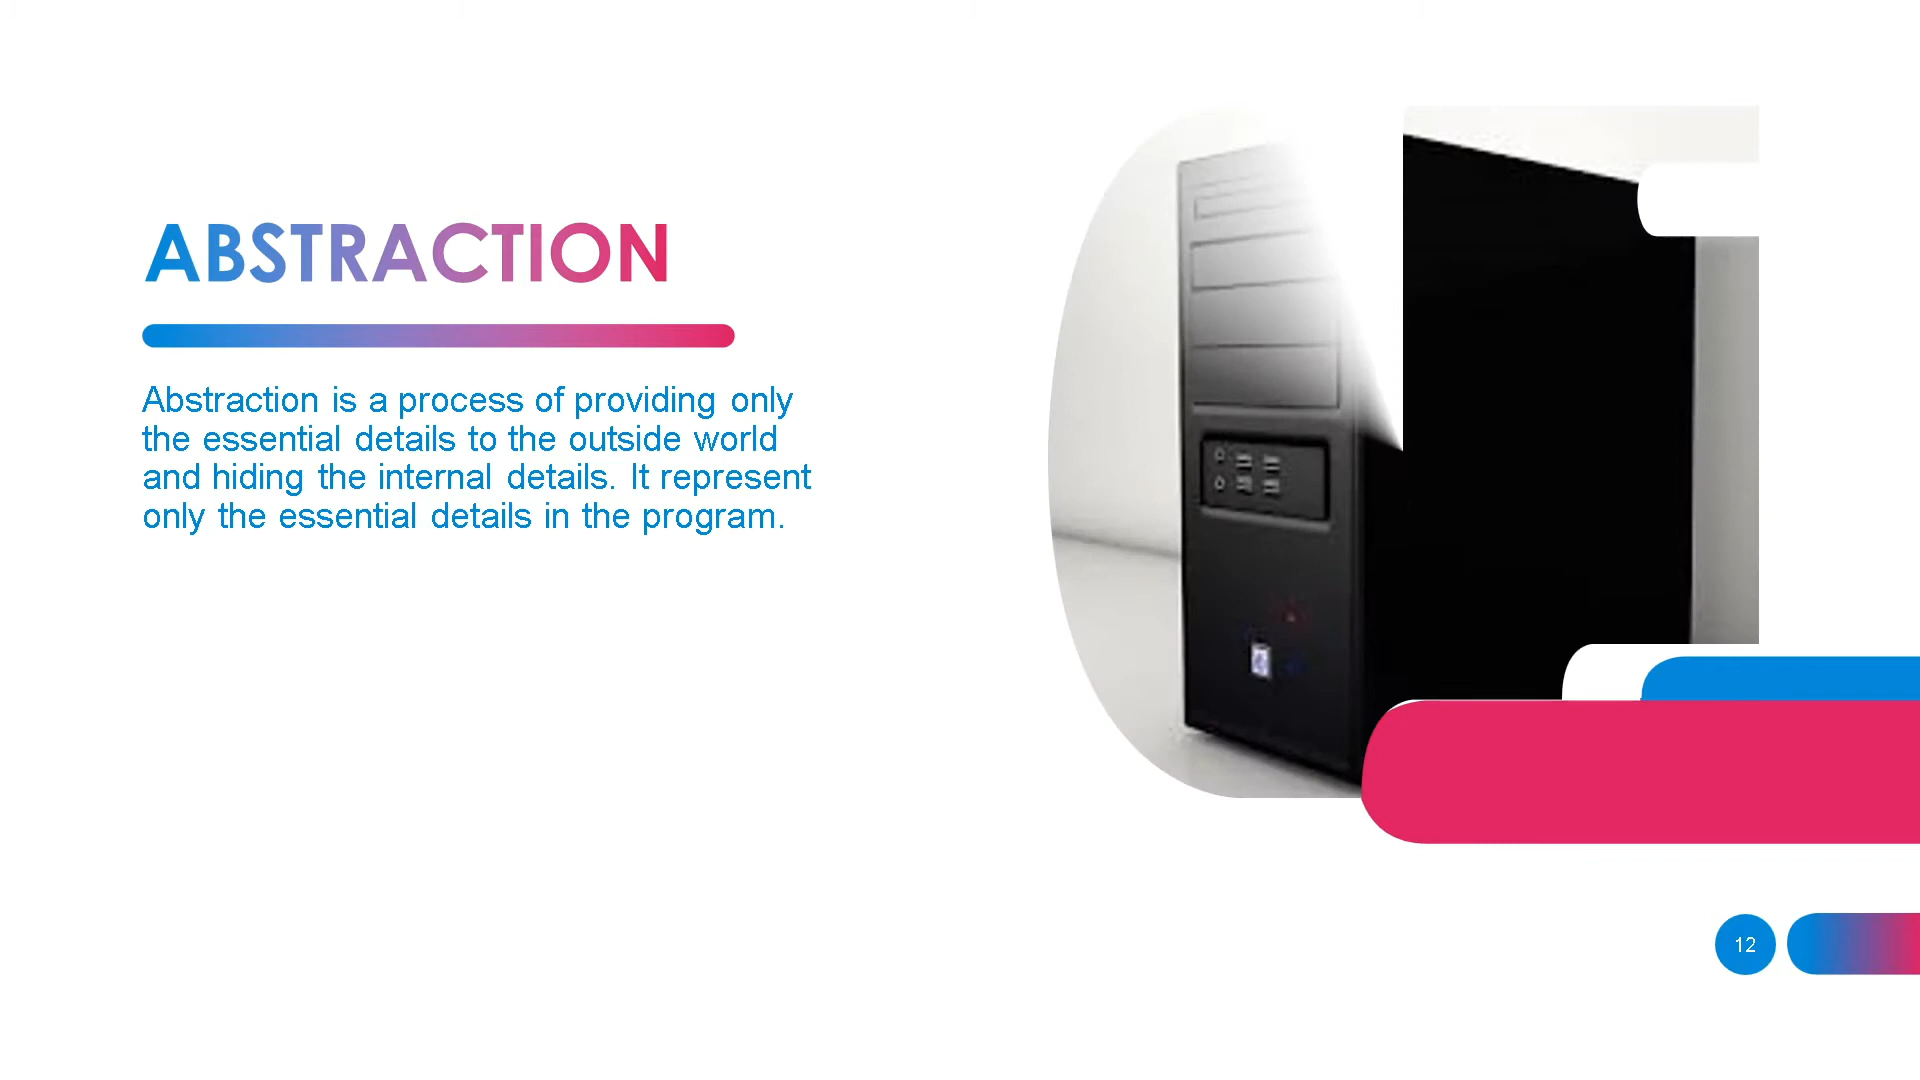 ABSTRACTION
Abstraction is a process of providing only
the essential details to the outside world
and hiding the internal details. It represent
only the essential details in the program.
12